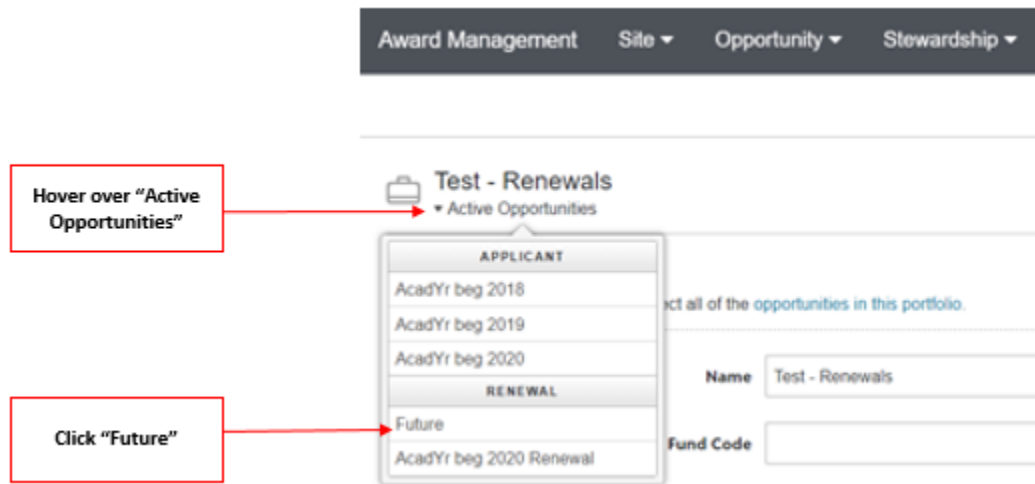 Award Management Site Opportunity Stewardship
Test - Renewals
Active Opportunities
Hover over “Active
Opportunities”
APPLICANT
AcadYr beg 2018
AcadYr beg 2019
AcadYr beg 2020
RENEWAL
Future
AcadYr beg 2020 Renewal
Click “Future”
all of the opportunities in this portfolio.
Name Test - Renewals
Fund Code